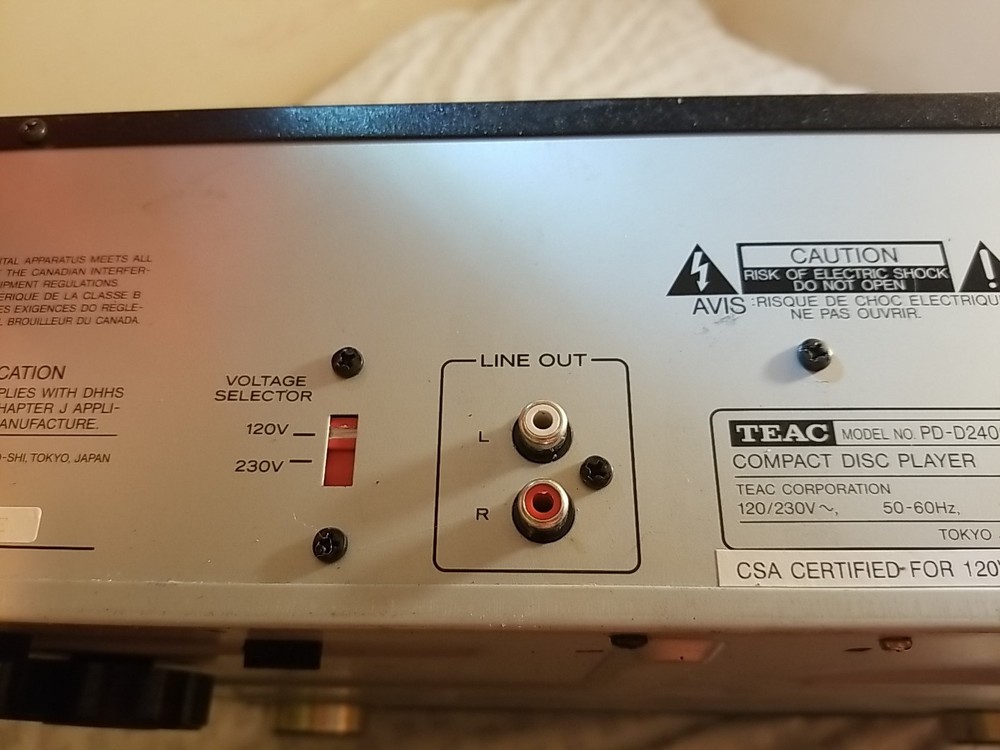 ITAL APPARATUS MEETS ALL
THE CANADIAN INTERFER-
IPMENT REGULATIONS
ERIQUE DE LA CLASSE B
ES EXIGENCES DO REGLE-
L BROUILLEUR DU CANADA.
CATION
PLIES WITH DHHS
HAPTER J APPLI-
ANUFACTURE.
-SHI, TOKYO, JAPAN
VOLTAGE
SELECTOR
120V
230V
LINE OUT
L
R
CAUTION
RISK OF ELECTRIC SHOCK
DO NOT OPEN
AVIS :RISQUE DE CHOC ELECTRIQU
NE PAS OUVRIR.
TEAC MODEL NO. PD-D240
COMPACT DISC PLAYER
TEAC CORPORATION
120/230V~, 50-60Hz,
TOKYO
CSA CERTIFIED FOR 120V